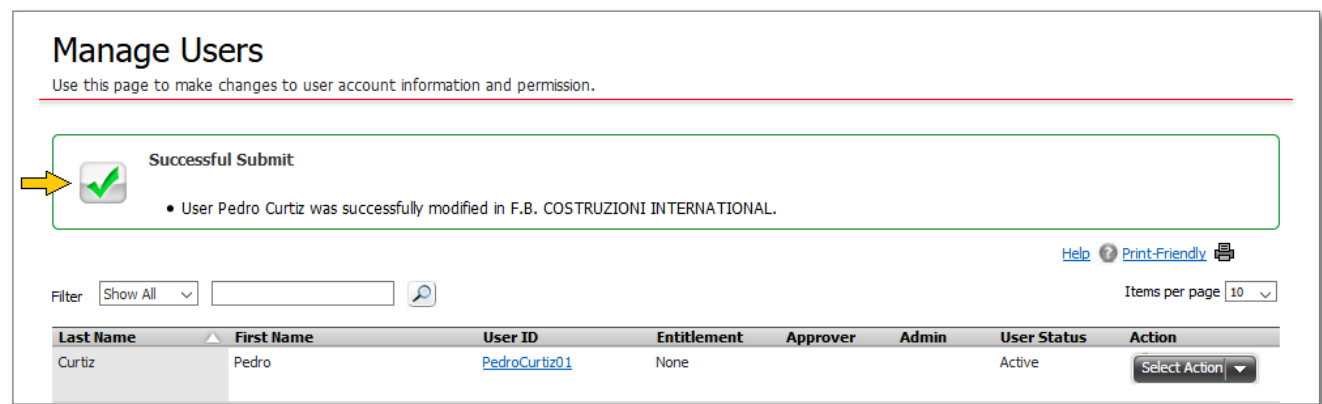 Manage Users
Use this page to make changes to user account information and permission.
Successful Submit
• User Pedro Curtiz was successfully modified in F.B. COSTRUZIONI INTERNATIONAL.
Help ? Print-Friendly
Filter Show All Items per page 10
Last Name First Name User ID Entitlement Approver Admin User Status Action
Curtiz Pedro PedroCurtiz01 None Active Select Action